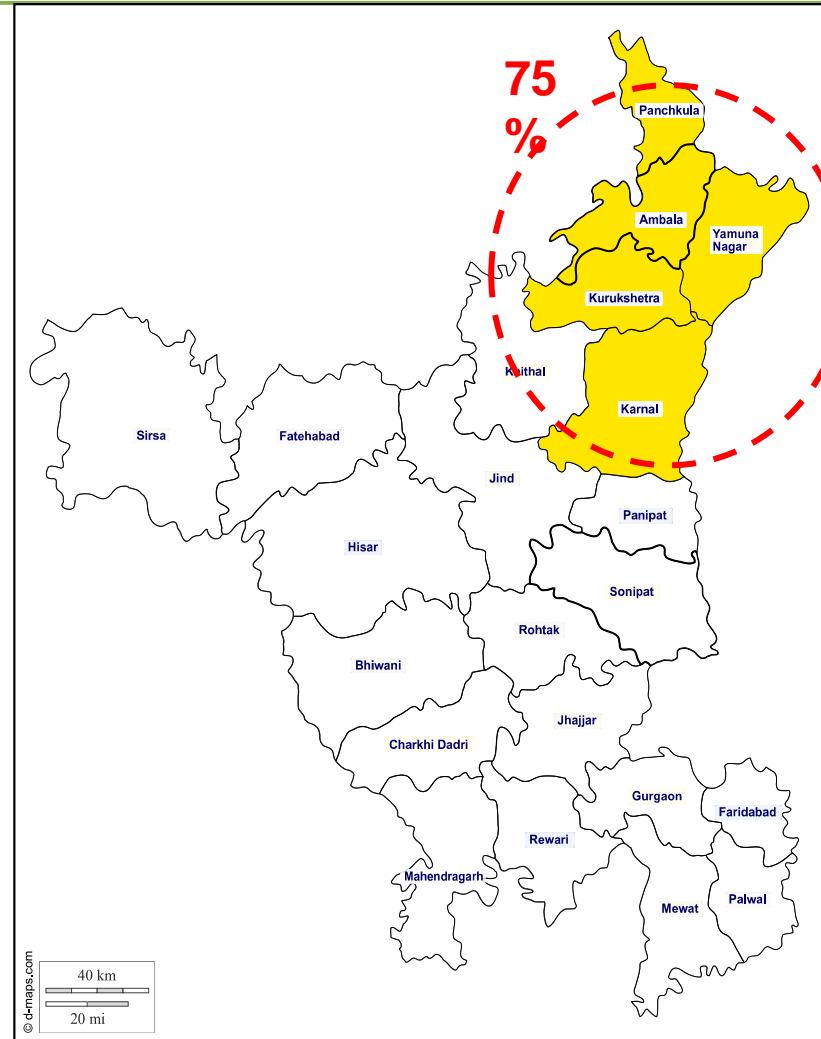 75
%
Panchkula
Ambala
Yamuna
Nagar
Kurukshetra
Kaithal
Karnal
Sirsa
Fatehabad
Jind
Panipat
Hisar
Sonipat
Rohtak
Bhiwani
Jhajjar
Charkhi Dadri
Gurgaon
Faridabad
Rewari
Mahendragarh
Palwal
Mewat
© d-maps.com
40 km
20 mi